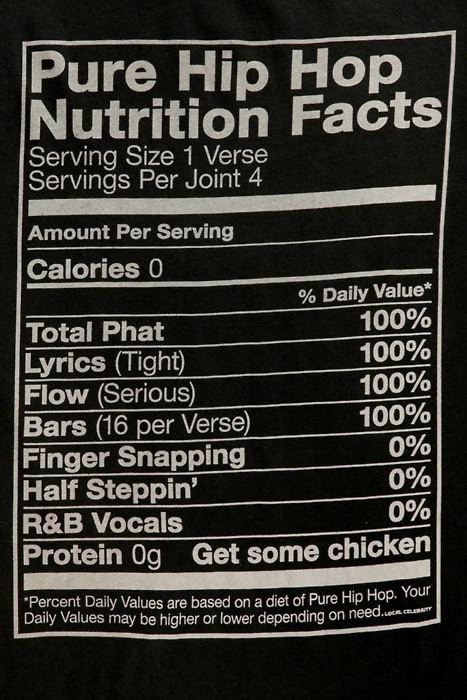 Pure Hip Hop
Nutrition Facts
Serving Size 1 Verse
Servings Per Joint 4
Amount Per Serving
Calories 0
% Daily Value*
Total Phat 100%
Lyrics (Tight) 100%
Flow (Serious) 100%
Bars (16 per Verse) 100%
Finger Snapping 0%
Half Steppin' 0%
R&B Vocals 0%
Protein 0g Get some chicken
*Percent Daily Values are based on a diet of Pure Hip Hop. Your
Daily Values may be higher or lower depending on need. LOCAL CELEBRITY